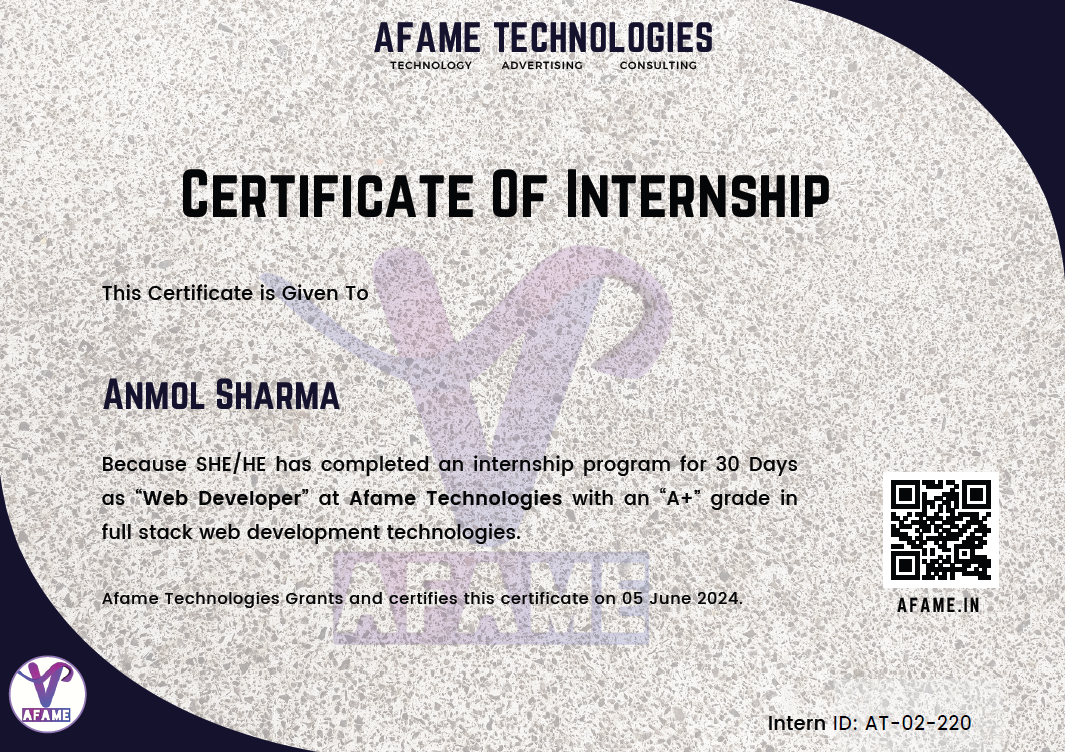 AFAME TECHNOLOGIES
TECHNOLOGY ADVERTISING CONSULTING
CERTIFICATE OF INTERNSHIP
This Certificate is Given To
ANMOL SHARMA
Because SHE/HE has completed an internship program for 30 Days
as “Web Developer” at Afame Technologies with an “A+” grade in
full stack web development technologies.
AFAME
Afame Technologies Grants and certifies this certificate on 05 June 2024.
AFAME.IN
AFAME
Intern ID: AT-02-220